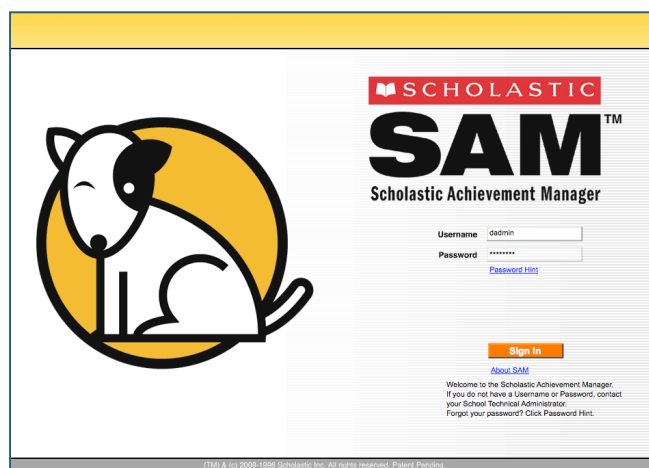 SCHOLASTIC
SAM™
Scholastic Achievement Manager
Username dadmin
Password ••••••••
Password Hint
Sign In
About SAM
Welcome to the Scholastic Achievement Manager.
If you do not have a Username or Password, contact
your School Technical Administrator.
Forgot your password? Click Password Hint.
(TM) & (c) 2009-1996 Scholastic Inc. All rights reserved. Patent Pending.